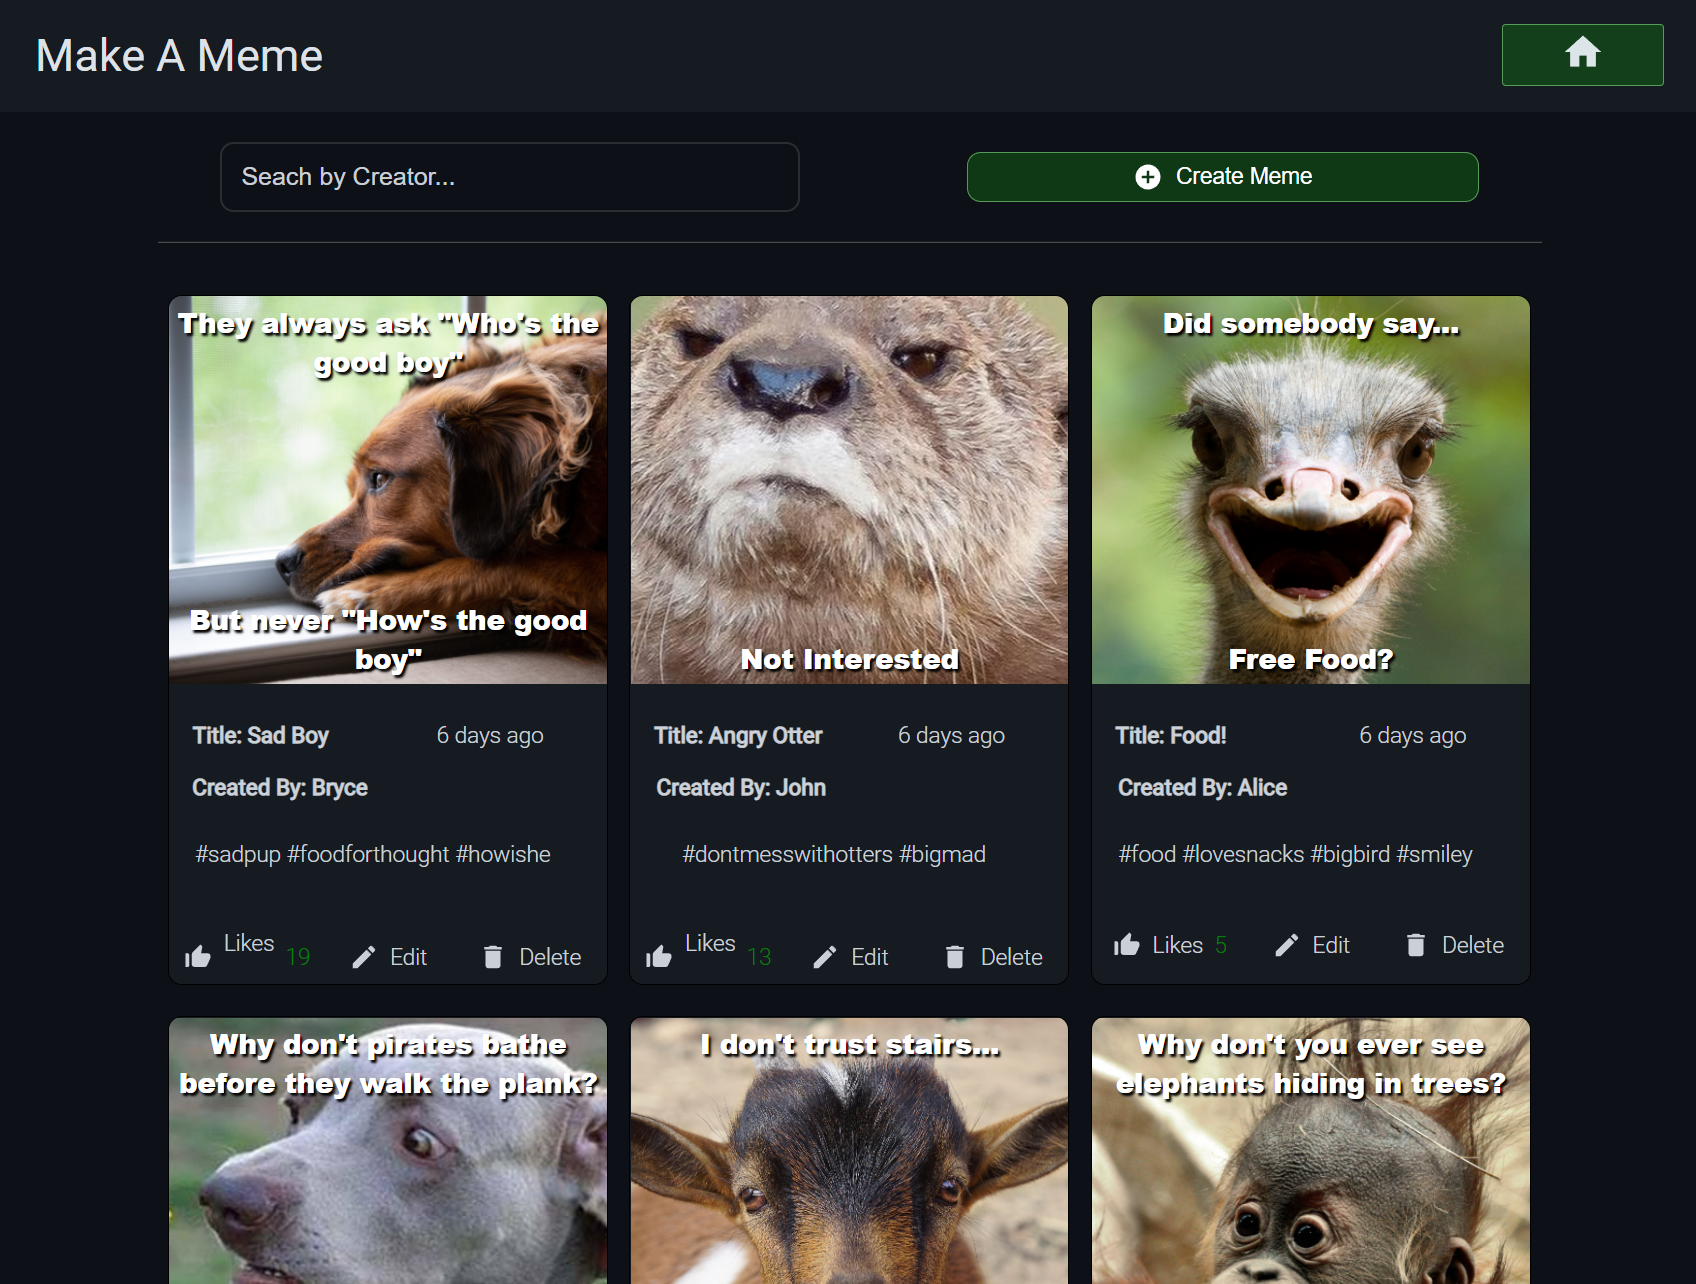 Make A Meme
Seach by Creator...
Create Meme
They always ask "Who's the
good boy"
But never "How's the good
boy"
Title: Sad Boy
6 days ago
Created By: Bryce
#sadpup #foodforthought #howishe
Likes 19
Edit
Delete
Not Interested
Title: Angry Otter
6 days ago
Created By: John
#dontmesswithotters #bigmad
Likes 13
Edit
Delete
Did somebody say...
Free Food?
Title: Food!
6 days ago
Created By: Alice
#food #lovesnacks #bigbird #smiley
Likes 5
Edit
Delete
Why don't pirates bathe
before they walk the plank?
I don't trust stairs...
Why don't you ever see
elephants hiding in trees?